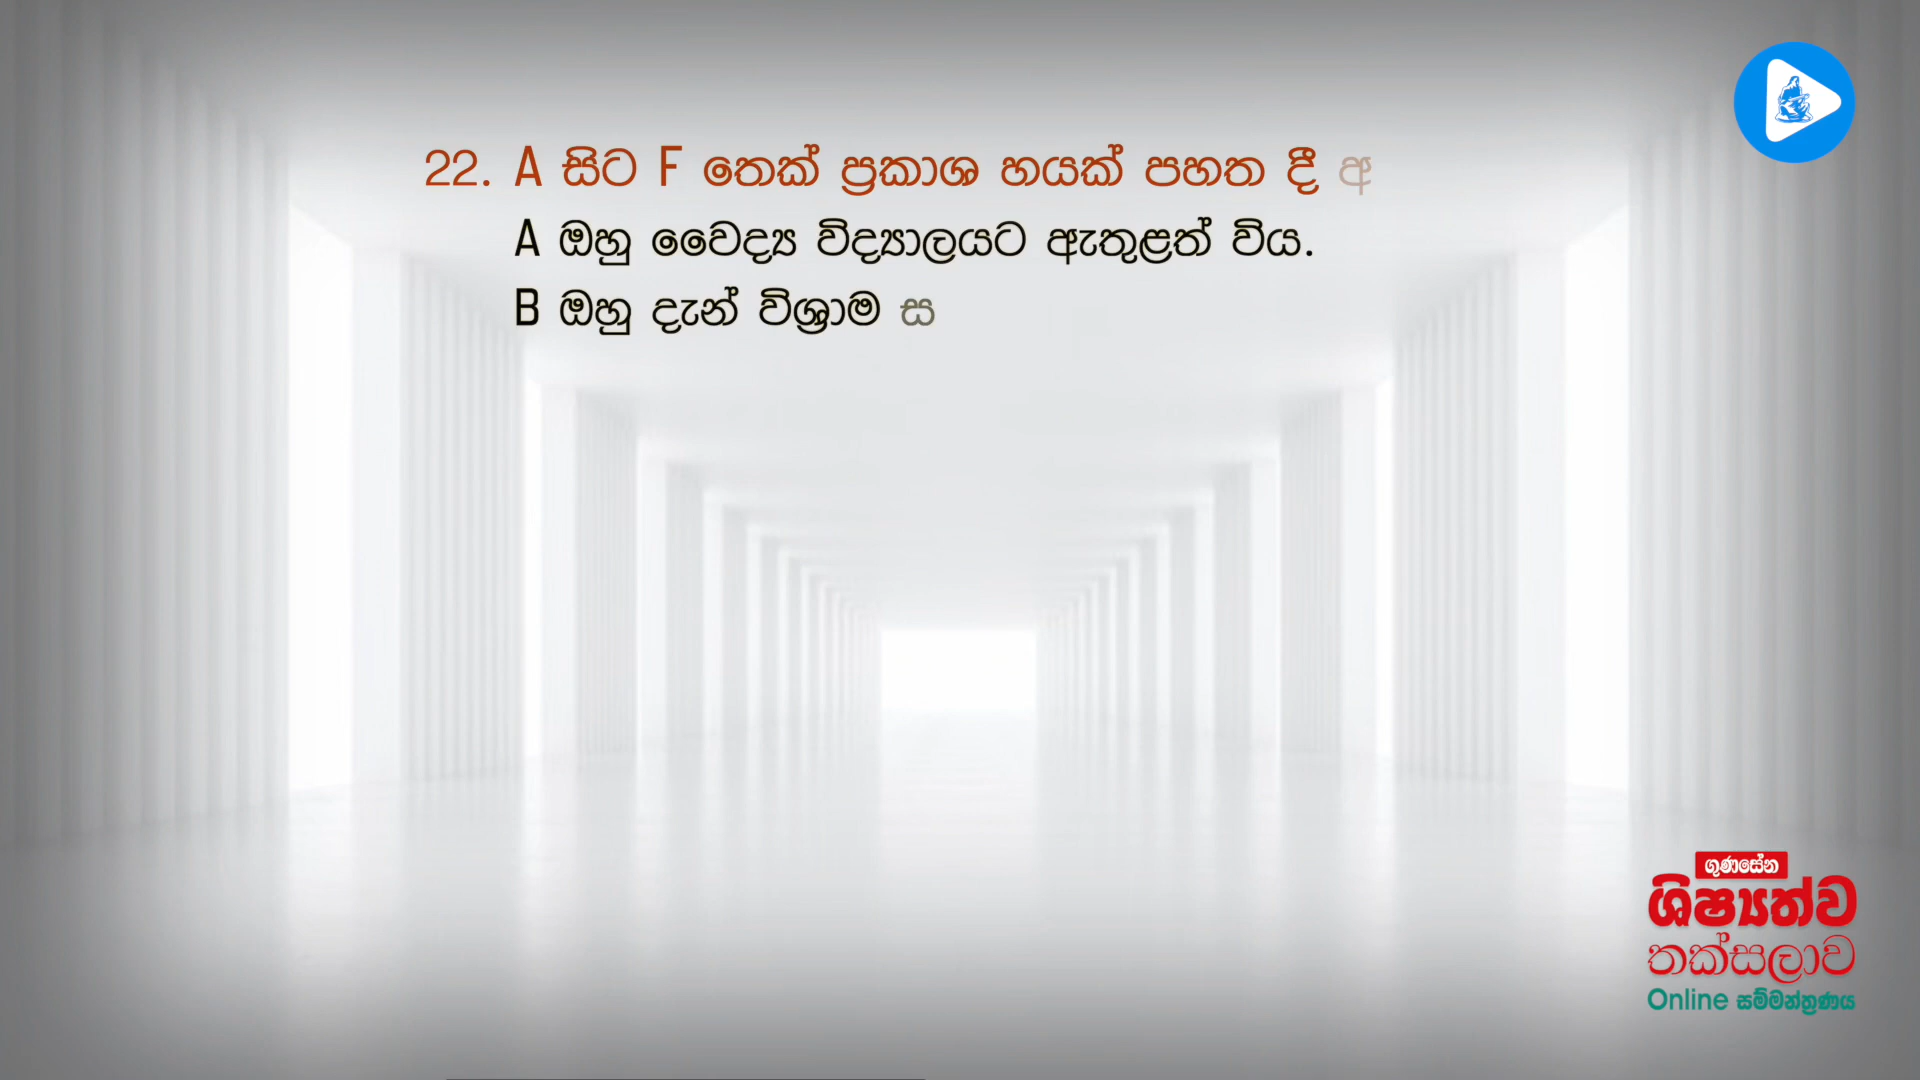 22. A සිට F තෙක් ප්‍රකාශ හයක් පහත දී අ
A ඔහු වෛද්‍ය විද්‍යාලයට ඇතුළත් විය.
B ඔහු දැන් විශ්‍රාම ස
ගුණසේන
ශිෂ්‍යත්ව
තක්සලාව
Online සම්මන්ත්‍රණය